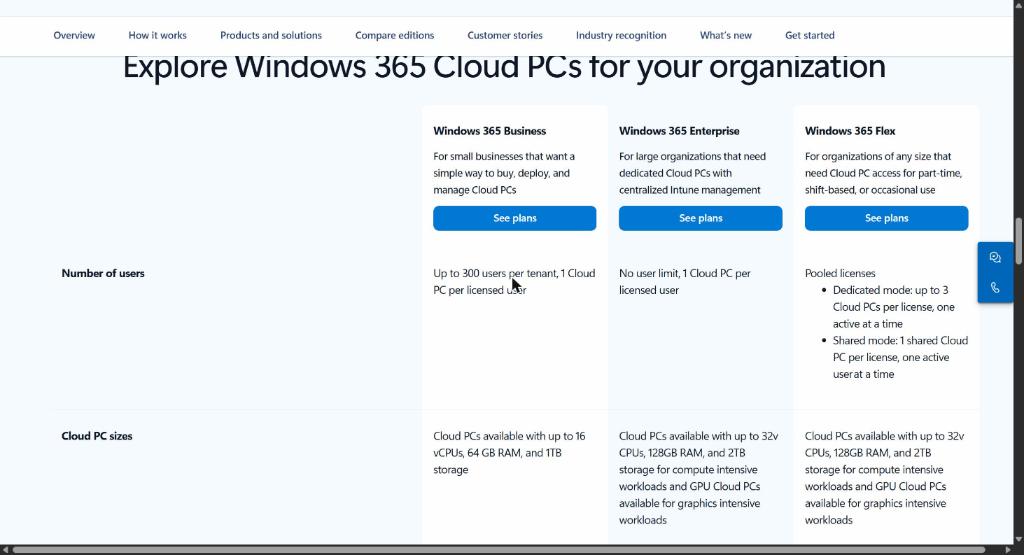 Overview
How it works
Products and solutions
Compare editions
Customer stories
Industry recognition
What's new
Get started
Explore Windows 365 Cloud PCs for your organization
Windows 365 Business
For small businesses that want a
simple way to buy, deploy, and
manage Cloud PCs
See plans
Windows 365 Enterprise
For large organizations that need
dedicated Cloud PCs with
centralized Intune management
See plans
Windows 365 Flex
For organizations of any size that
need Cloud PC access for part-time,
shift-based, or occasional use
See plans
Number of users
Up to 300 users per tenant, 1 Cloud
PC per licensed user
No user limit, 1 Cloud PC per
licensed user
Pooled licenses
• Dedicated mode: up to 3
Cloud PCs per license, one
active at a time
• Shared mode: 1 shared Cloud
PC per license, one active
user at a time
Cloud PC sizes
Cloud PCs available with up to 16
vCPUs, 64 GB RAM, and 1TB
storage
Cloud PCs available with up to 32v
CPUs, 128GB RAM, and 2TB
storage for compute intensive
workloads and GPU Cloud PCs
available for graphics intensive
workloads
Cloud PCs available with up to 32v
CPUs, 128GB RAM, and 2TB
storage for compute intensive
workloads and GPU Cloud PCs
available for graphics intensive
workloads